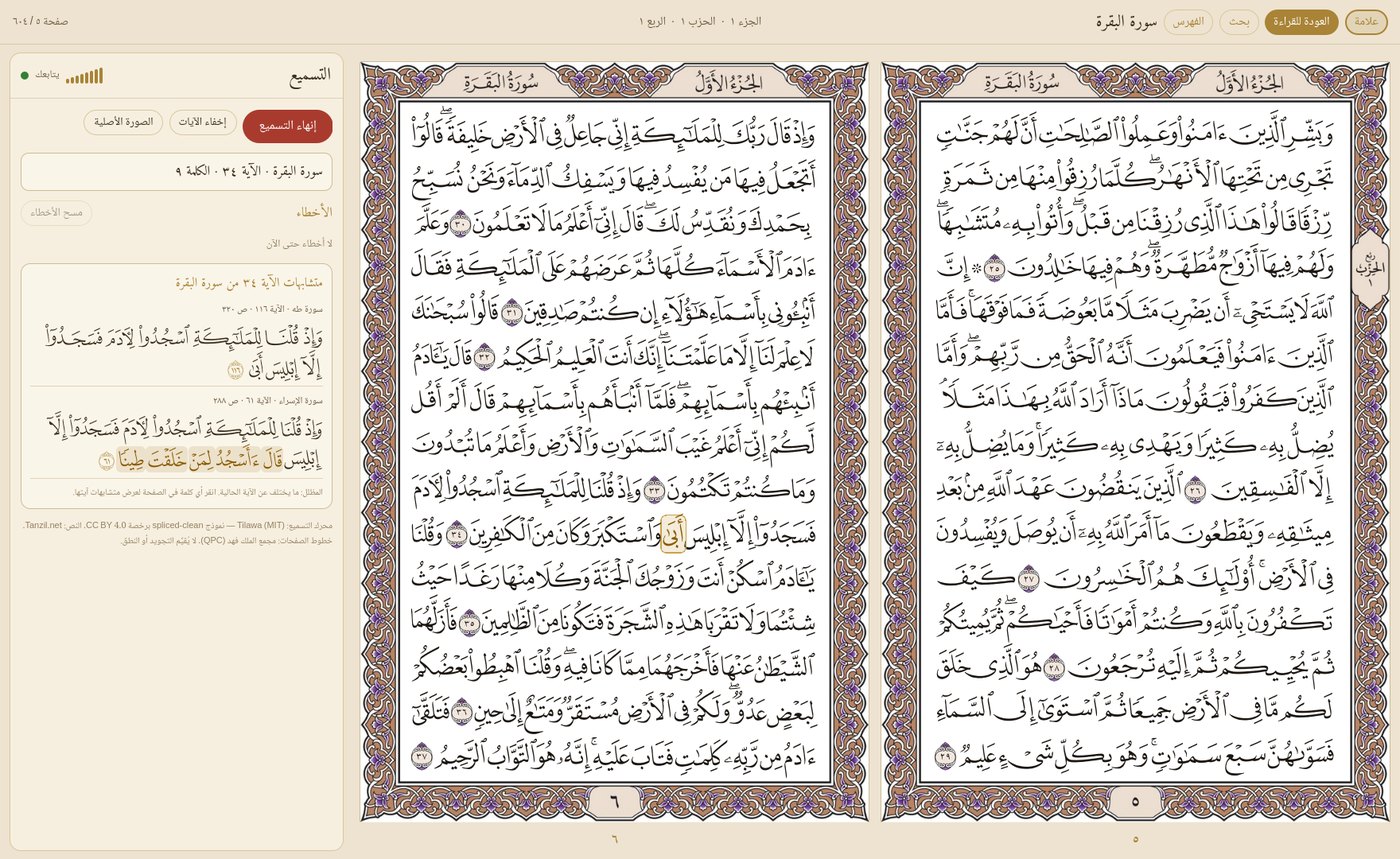 علامة
العودة للقراءة
بحث
الفهرس
سورة البقرة
الجزء ١ · الحزب ١ · الربع ١
صفحة ٥ / ٦٠٤
الجُزْءُ الأَوَّلُ
سُورَةُ البَقَرَةِ
وَبَشِّرِ ٱلَّذِينَ ءَامَنُوا۟ وَعَمِلُوا۟ ٱلصَّـٰلِحَـٰتِ أَنَّ لَهُمْ جَنَّـٰتٍ
تَجْرِى مِن تَحْتِهَا ٱلْأَنْهَـٰرُ ۖ كُلَّمَا رُزِقُوا۟ مِنْهَا مِن ثَمَرَةٍ
رِّزْقًا ۙ قَالُوا۟ هَـٰذَا ٱلَّذِى رُزِقْنَا مِن قَبْلُ ۖ وَأُتُوا۟ بِهِۦ مُتَشَـٰبِهًا ۖ
وَلَهُمْ فِيهَآ أَزْوَٰجٌ مُّطَهَّرَةٌ ۖ وَهُمْ فِيهَا خَـٰلِدُونَ ٢٥ ۞ إِنَّ
ٱللَّهَ لَا يَسْتَحْىِۦٓ أَن يَضْرِبَ مَثَلًا مَّا بَعُوضَةً فَمَا فَوْقَهَا ۚ فَأَمَّا
ٱلَّذِينَ ءَامَنُوا۟ فَيَعْلَمُونَ أَنَّهُ ٱلْحَقُّ مِن رَّبِّهِمْ ۖ وَأَمَّا
ٱلَّذِينَ كَفَرُوا۟ فَيَقُولُونَ مَاذَآ أَرَادَ ٱللَّهُ بِهَـٰذَا مَثَلًا ۘ
يُضِلُّ بِهِۦ كَثِيرًا وَيَهْدِى بِهِۦ كَثِيرًا ۚ وَمَا يُضِلُّ بِهِۦٓ
إِلَّا ٱلْفَـٰسِقِينَ ٢٦ ٱلَّذِينَ يَنقُضُونَ عَهْدَ ٱللَّهِ مِنۢ بَعْدِ
مِيثَـٰقِهِۦ وَيَقْطَعُونَ مَآ أَمَرَ ٱللَّهُ بِهِۦٓ أَن يُوصَلَ وَيُفْسِدُونَ
فِى ٱلْأَرْضِ ۚ أُو۟لَـٰٓئِكَ هُمُ ٱلْخَـٰسِرُونَ ٢٧ كَيْفَ
تَكْفُرُونَ بِٱللَّهِ وَكُنتُمْ أَمْوَٰتًا فَأَحْيَـٰكُمْ ۖ ثُمَّ يُمِيتُكُمْ
ثُمَّ يُحْيِيكُمْ ثُمَّ إِلَيْهِ تُرْجَعُونَ ٢٨ هُوَ ٱلَّذِى خَلَقَ
لَكُم مَّا فِى ٱلْأَرْضِ جَمِيعًا ثُمَّ ٱسْتَوَىٰٓ إِلَى ٱلسَّمَآءِ
فَسَوَّىٰهُنَّ سَبْعَ سَمَـٰوَٰتٍ ۚ وَهُوَ بِكُلِّ شَىْءٍ عَلِيمٌ ٢٩
ربع
الحزب
١
٥
٥
الجُزْءُ الأَوَّلُ
سُورَةُ البَقَرَةِ
وَإِذْ قَالَ رَبُّكَ لِلْمَلَـٰٓئِكَةِ إِنِّى جَاعِلٌ فِى ٱلْأَرْضِ خَلِيفَةً ۖ قَالُوٓا۟
أَتَجْعَلُ فِيهَا مَن يُفْسِدُ فِيهَا وَيَسْفِكُ ٱلدِّمَآءَ وَنَحْنُ نُسَبِّحُ
بِحَمْدِكَ وَنُقَدِّسُ لَكَ ۖ قَالَ إِنِّىٓ أَعْلَمُ مَا لَا تَعْلَمُونَ ٣٠ وَعَلَّمَ
ءَادَمَ ٱلْأَسْمَآءَ كُلَّهَا ثُمَّ عَرَضَهُمْ عَلَى ٱلْمَلَـٰٓئِكَةِ فَقَالَ
أَنۢبِـُٔونِى بِأَسْمَآءِ هَـٰٓؤُلَآءِ إِن كُنتُمْ صَـٰدِقِينَ ٣١ قَالُوا۟ سُبْحَـٰنَكَ
لَا عِلْمَ لَنَآ إِلَّا مَا عَلَّمْتَنَآ ۖ إِنَّكَ أَنتَ ٱلْعَلِيمُ ٱلْحَكِيمُ ٣٢ قَالَ يَـٰٓـَٔادَمُ
أَنۢبِئْهُم بِأَسْمَآئِهِمْ ۖ فَلَمَّآ أَنۢبَأَهُم بِأَسْمَآئِهِمْ قَالَ أَلَمْ أَقُل
لَّكُمْ إِنِّىٓ أَعْلَمُ غَيْبَ ٱلسَّمَـٰوَٰتِ وَٱلْأَرْضِ وَأَعْلَمُ مَا تُبْدُونَ
وَمَا كُنتُمْ تَكْتُمُونَ ٣٣ وَإِذْ قُلْنَا لِلْمَلَـٰٓئِكَةِ ٱسْجُدُوا۟ لِـَٔادَمَ
فَسَجَدُوٓا۟ إِلَّآ إِبْلِيسَ أَبَىٰ وَٱسْتَكْبَرَ وَكَانَ مِنَ ٱلْكَـٰفِرِينَ ٣٤ وَقُلْنَا
يَـٰٓـَٔادَمُ ٱسْكُنْ أَنتَ وَزَوْجُكَ ٱلْجَنَّةَ وَكُلَا مِنْهَا رَغَدًا حَيْثُ
شِئْتُمَا وَلَا تَقْرَبَا هَـٰذِهِ ٱلشَّجَرَةَ فَتَكُونَا مِنَ ٱلظَّـٰلِمِينَ ٣٥ فَأَزَلَّهُمَا
ٱلشَّيْطَـٰنُ عَنْهَا فَأَخْرَجَهُمَا مِمَّا كَانَا فِيهِ ۖ وَقُلْنَا ٱهْبِطُوا۟ بَعْضُكُمْ
لِبَعْضٍ عَدُوٌّ ۖ وَلَكُمْ فِى ٱلْأَرْضِ مُسْتَقَرٌّ وَمَتَـٰعٌ إِلَىٰ حِينٍ ٣٦ فَتَلَقَّىٰٓ
ءَادَمُ مِن رَّبِّهِۦ كَلِمَـٰتٍ فَتَابَ عَلَيْهِ ۚ إِنَّهُۥ هُوَ ٱلتَّوَّابُ ٱلرَّحِيمُ ٣٧
٦
٦
التسميع
يتابعك
إنهاء التسميع
إخفاء الآيات
الصورة الأصلية
سورة البقرة · الآية ٣٤ · الكلمة ٩
الأخطاء
مسح الأخطاء
لا أخطاء حتى الآن
متشابهات الآية ٣٤ من سورة البقرة
سورة طه · الآية ١١٦ · ص ٣٢٠
وَإِذْ قُلْنَا لِلْمَلَـٰٓئِكَةِ ٱسْجُدُوا۟ لِـَٔادَمَ فَسَجَدُوٓا۟
إِلَّآ إِبْلِيسَ أَبَىٰ ١١٦
سورة الإسراء · الآية ٦١ · ص ٢٨٨
وَإِذْ قُلْنَا لِلْمَلَـٰٓئِكَةِ ٱسْجُدُوا۟ لِـَٔادَمَ فَسَجَدُوٓا۟ إِلَّآ
إِبْلِيسَ قَالَ ءَأَسْجُدُ لِمَنْ خَلَقْتَ طِينًا ٦١
المظلل: ما يختلف عن الآية الحالية. انقر أي كلمة في الصفحة لعرض متشابهات آيتها.
محرك التسميع: Tilawa (MIT) — نموذج spliced-clean برخصة CC BY 4.0. النص: Tanzil.net.
خطوط الصفحات: مجمع الملك فهد (QPC). لا يُقيَّم التجويد أو النطق.